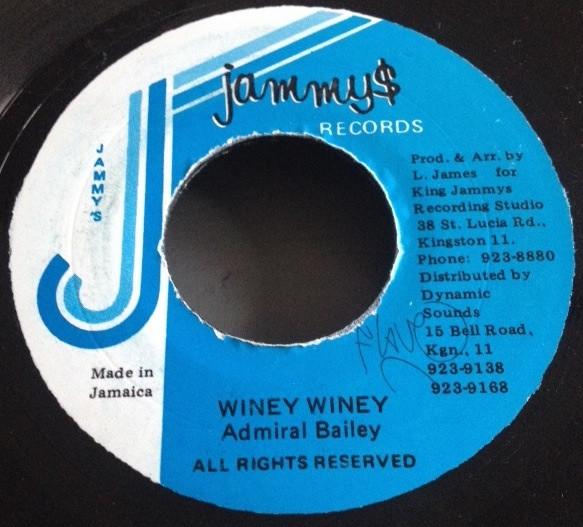 jammy$
RECORDS
JAMMY'S
Prod. & Arr. by
L. James for
King Jammys
Recording Studio
38 St. Lucia Rd.,
Kingston 11.
Phone: 923-8880
Distributed by
Dynamic
Sounds
15 Bell Road,
Kgn., 11
923-9138
923-9168
Made in
Jamaica
WINEY WINEY
Admiral Bailey
ALL RIGHTS RESERVED